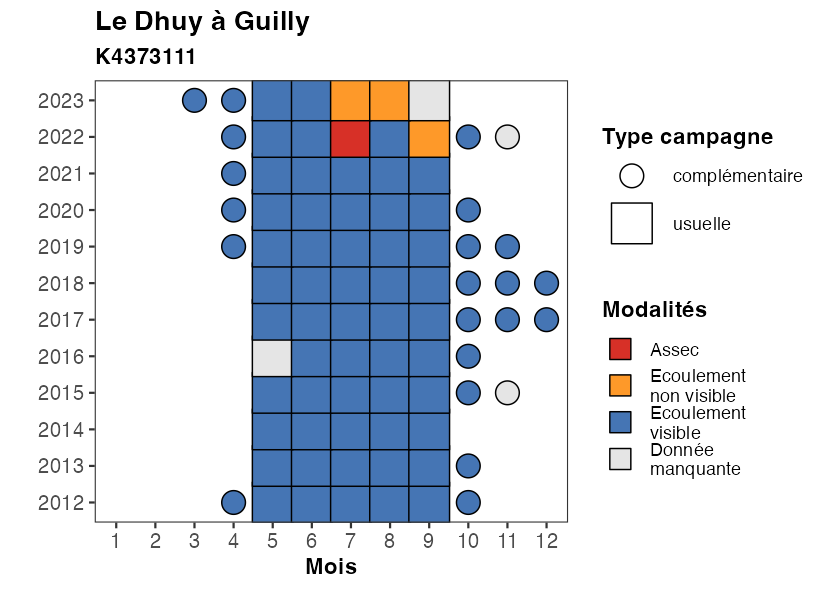 Le Dhuy à Guilly
K4373111
2023
2022
2021
2020
2019
2018
2017
2016
2015
2014
2013
2012
1 2 3 4 5 6 7 8 9 10 11 12
Mois
Type campagne
complémentaire
usuelle
Modalités
Assec
Ecoulement
non visible
Ecoulement
visible
Donnée
manquante